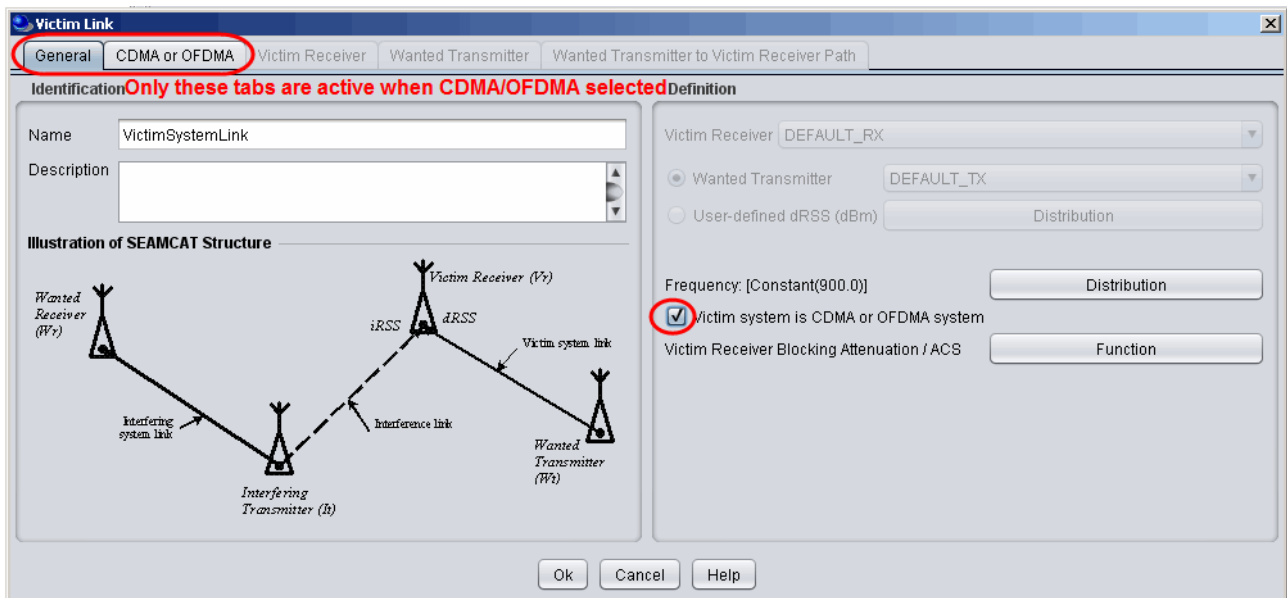 Victim Link
General CDMA or OFDMA Victim Receiver Wanted Transmitter Wanted Transmitter to Victim Receiver Path
Identification Only these tabs are active when CDMA/OFDMA selected Definition
Name VictimSystemLink
Description
Illustration of SEAMCAT Structure
Wanted
Receiver
(Wr)
Victim Receiver (Vr)
iRSS dRSS
Victim system link
Interfering
system link
Interference link
Wanted
Transmitter
(Wt)
Interfering
Transmitter (It)
Victim Receiver DEFAULT_RX
Wanted Transmitter DEFAULT_TX
User-defined dRSS (dBm) Distribution
Frequency: [Constant(900.0)] Distribution
Victim system is CDMA or OFDMA system
Victim Receiver Blocking Attenuation / ACS Function
Ok Cancel Help